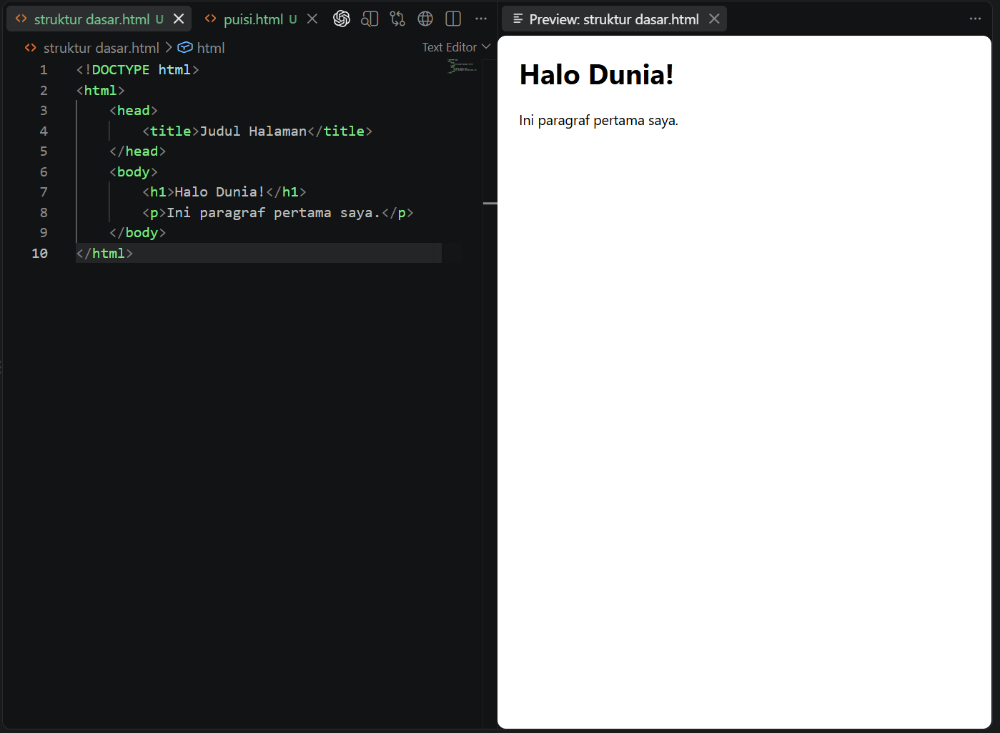 struktur dasar.html U
puisi.html U
struktur dasar.html > html
Text Editor
1 <!DOCTYPE html>
2 <html>
3     <head>
4         <title>Judul Halaman</title>
5     </head>
6     <body>
7         <h1>Halo Dunia!</h1>
8         <p>Ini paragraf pertama saya.</p>
9     </body>
10 </html>
Preview: struktur dasar.html
Halo Dunia!
Ini paragraf pertama saya.